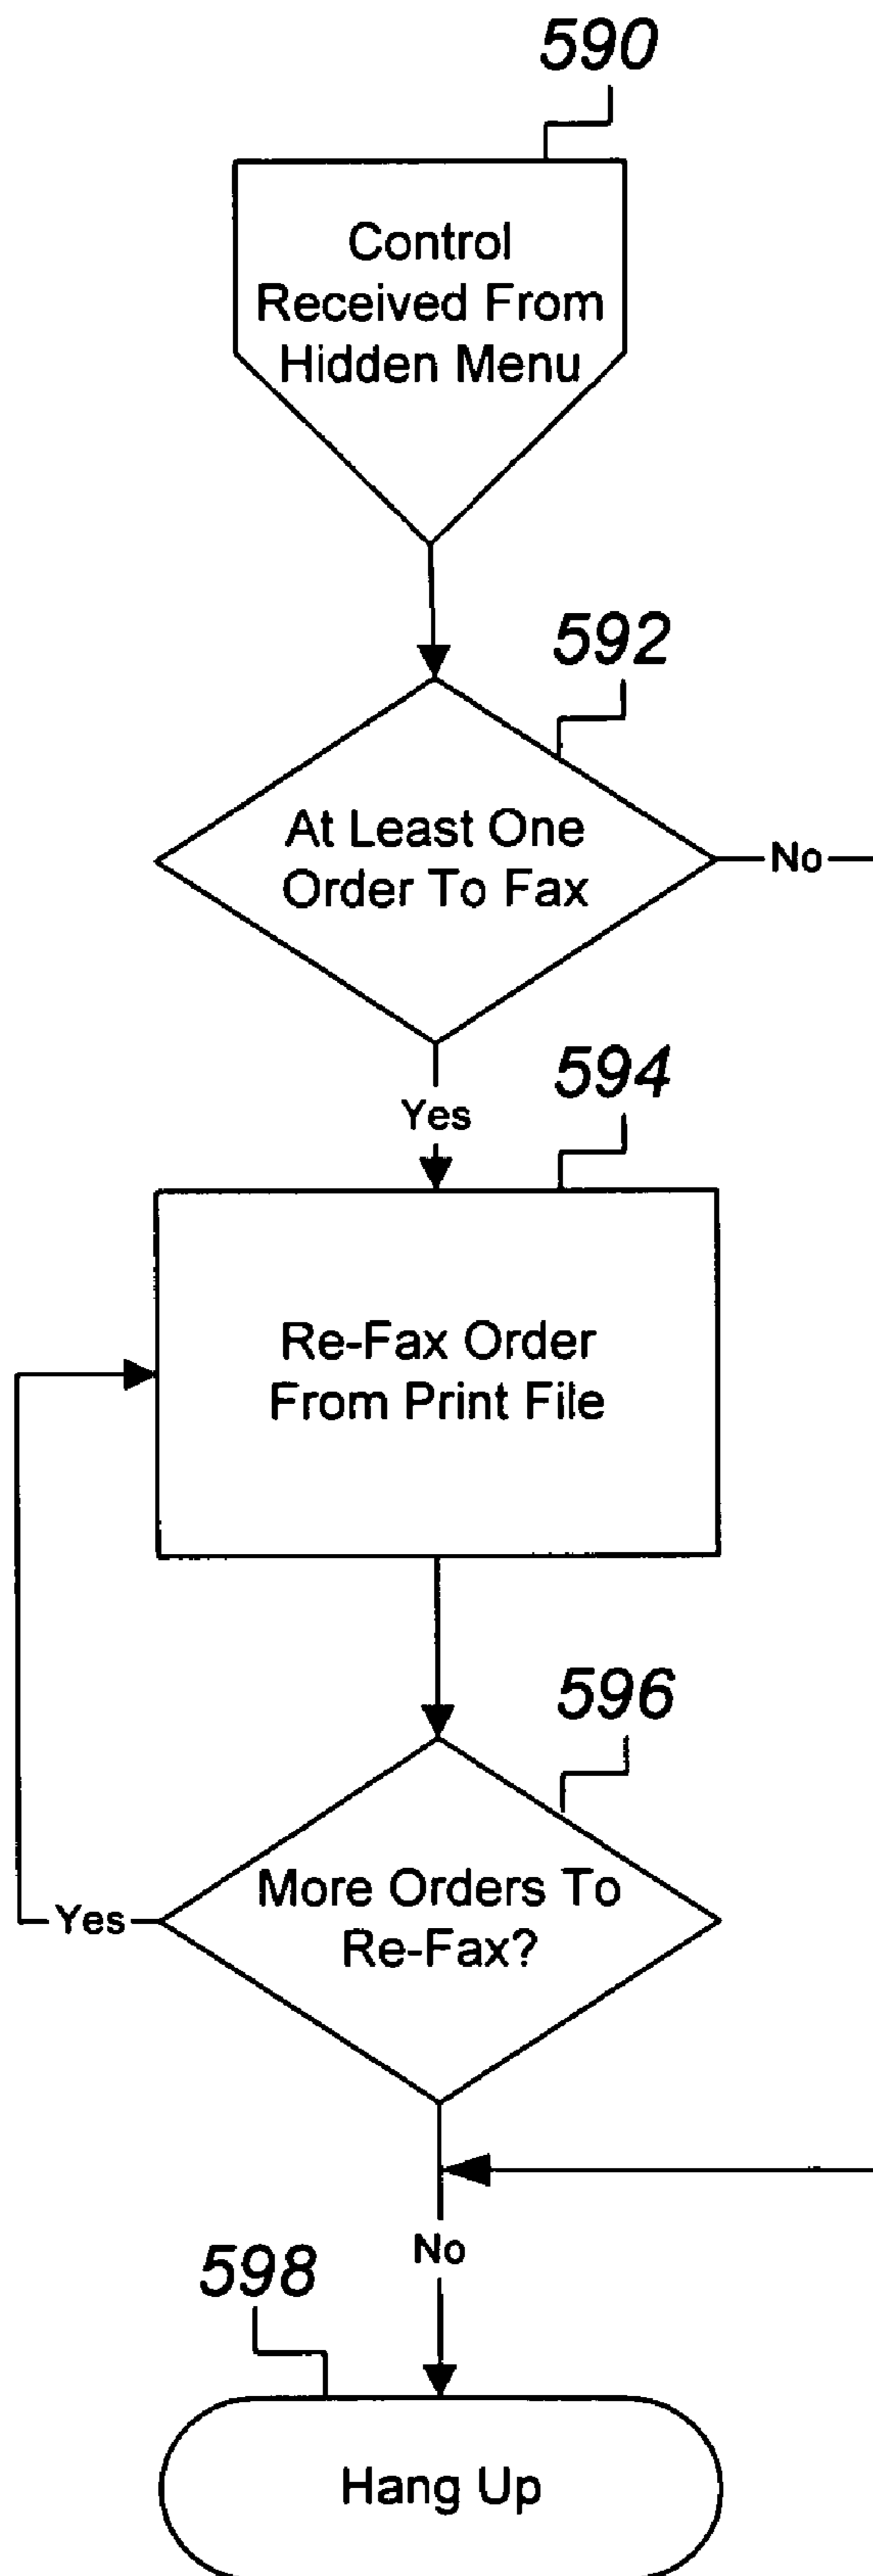 590
Control
Received From
Hidden Menu
592
At Least One
Order To Fax
No
594
Yes
Re-Fax Order
From Print File
596
More Orders To
Re-Fax?
Yes
No
598
Hang Up